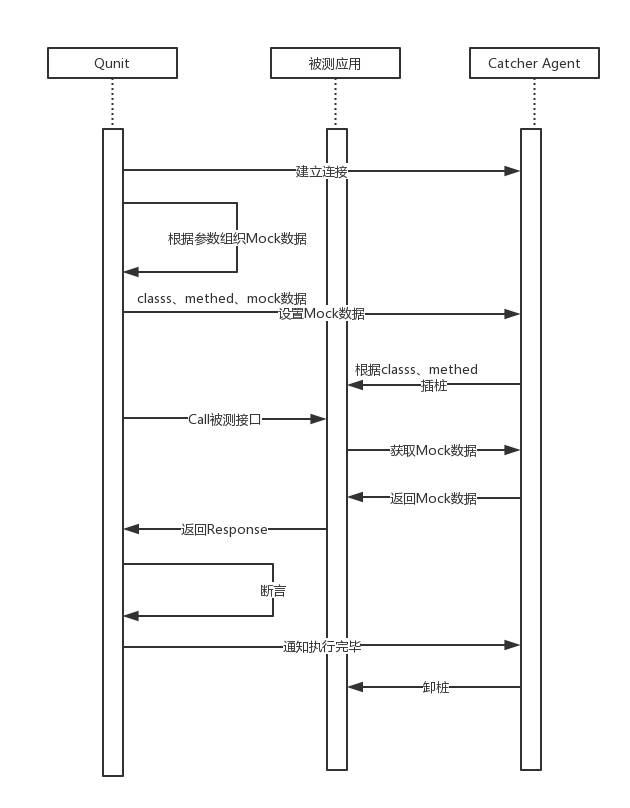 Qunit
被测应用
Catcher Agent
建立连接
根据参数组织Mock数据
classs、methed、mock数据
设置Mock数据
根据classs、methed
插桩
Call被测接口
获取Mock数据
返回Mock数据
返回Response
断言
通知执行完毕
卸桩